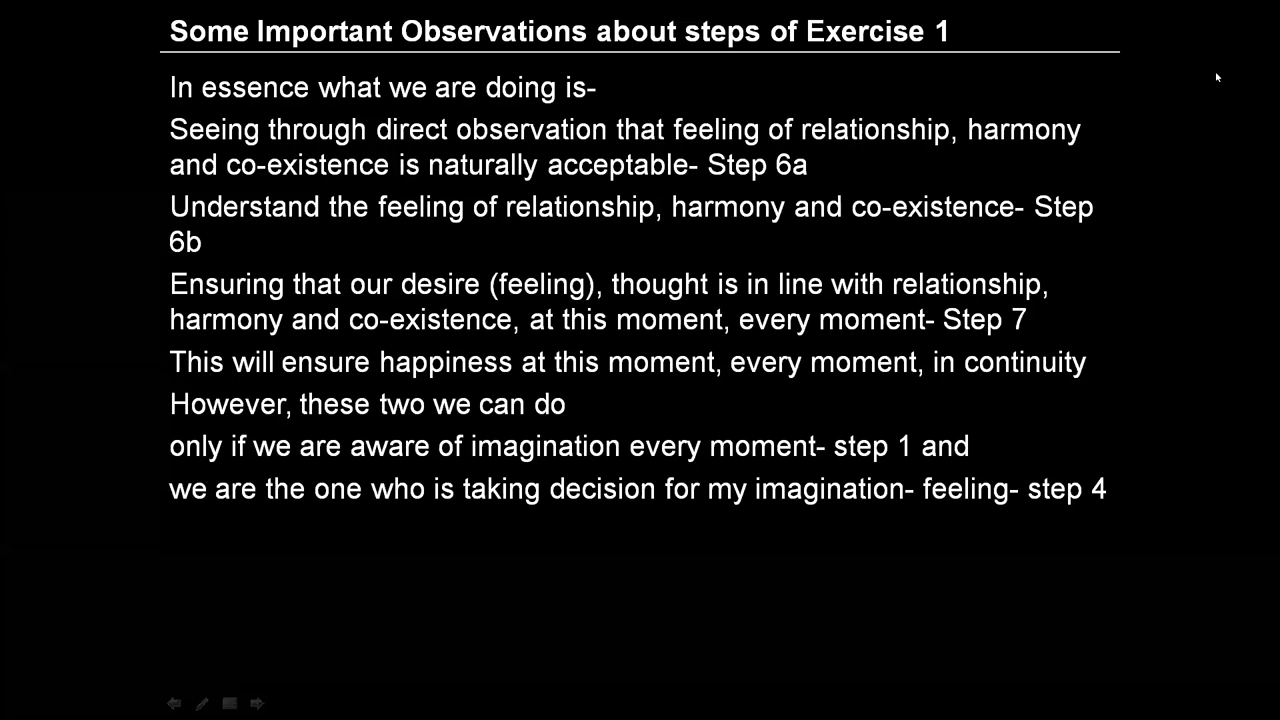 Some Important Observations about steps of Exercise 1
In essence what we are doing is-
Seeing through direct observation that feeling of relationship, harmony
and co-existence is naturally acceptable- Step 6a
Understand the feeling of relationship, harmony and co-existence- Step
6b
Ensuring that our desire (feeling), thought is in line with relationship,
harmony and co-existence, at this moment, every moment- Step 7
This will ensure happiness at this moment, every moment, in continuity
However, these two we can do
only if we are aware of imagination every moment- step 1 and
we are the one who is taking decision for my imagination- feeling- step 4